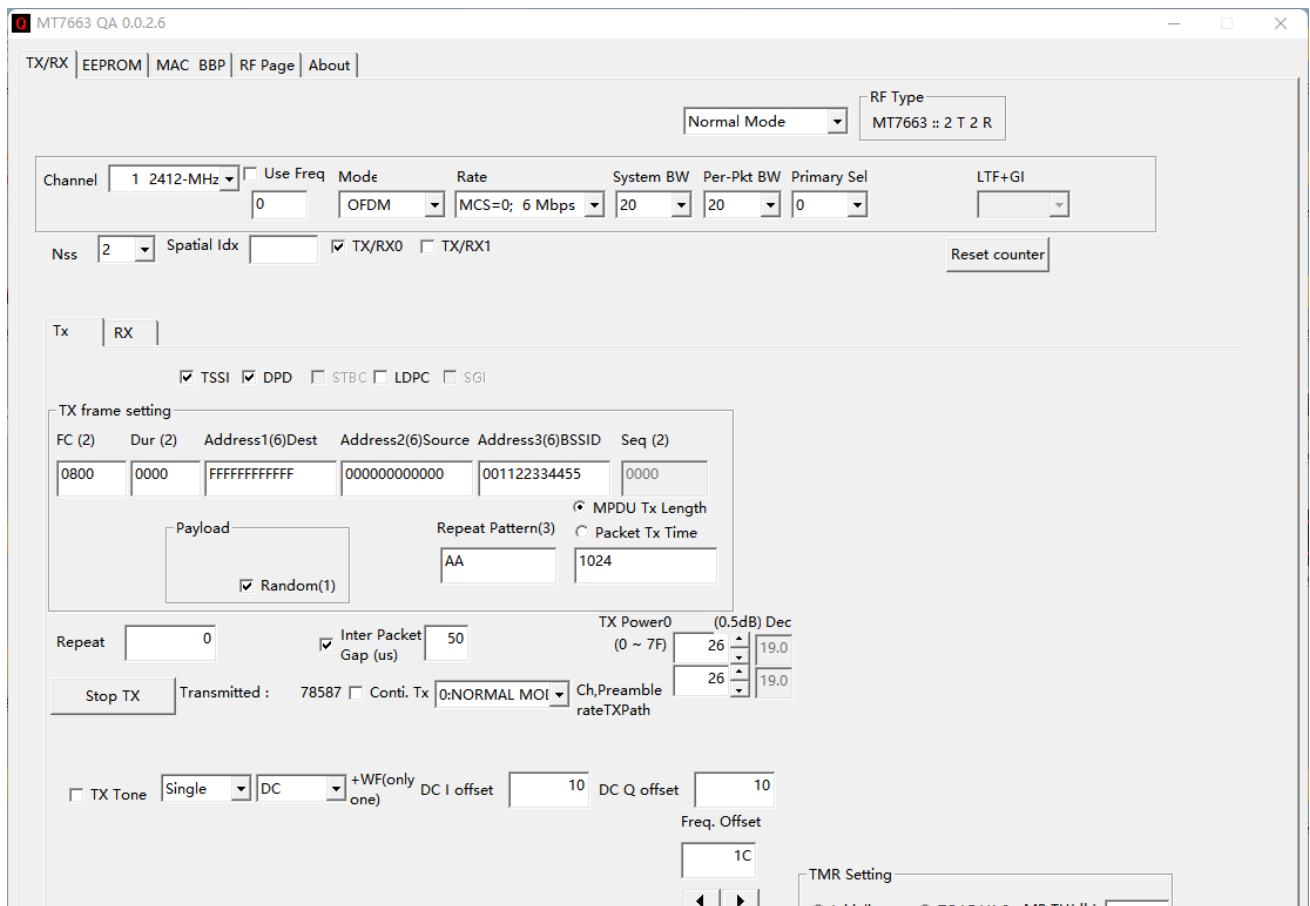 Q MT7663 QA 0.0.2.6
TX/RX EEPROM MAC BBP RF Page About
RF Type
Normal Mode MT7663 :: 2 T 2 R
Channel 1 2412-MHz Use Freq Mode Rate System BW Per-Pkt BW Primary Sel LTF+GI
0 OFDM MCS=0; 6 Mbps 20 20 0
Nss 2 Spatial Idx TX/RX0 TX/RX1 Reset counter
Tx RX
TSSI DPD STBC LDPC SGI
TX frame setting
FC (2) Dur (2) Address1(6)Dest Address2(6)Source Address3(6)BSSID Seq (2)
0800 0000 FFFFFFFFFFFF 000000000000 001122334455 0000
MPDU Tx Length
Payload Repeat Pattern(3) Packet Tx Time
AA 1024
Random(1)
TX Power0 (0.5dB) Dec
Repeat 0 Inter Packet Gap (us) 50 (0 ~ 7F) 26 19.0
Stop TX Transmitted : 78587 Conti. Tx 0:NORMAL MOI Ch,Preamble 26 19.0
rateTXPath
TX Tone Single DC +WF(only one) DC I offset 10 DC Q offset 10
Freq. Offset
1C
TMR Setting